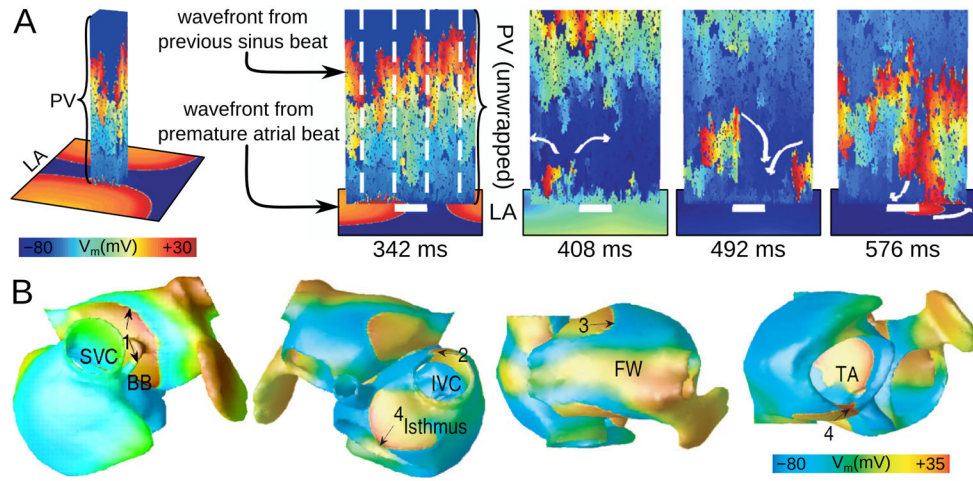 A
wavefront from
previous sinus beat
wavefront from
premature atrial beat
PV
LA
−80 Vm(mV) +30
PV (unwrapped)
LA
342 ms
408 ms
492 ms
576 ms
B
SVC
1
BB
2
IVC
4
Isthmus
3
FW
TA
4
−80 Vm(mV) +35